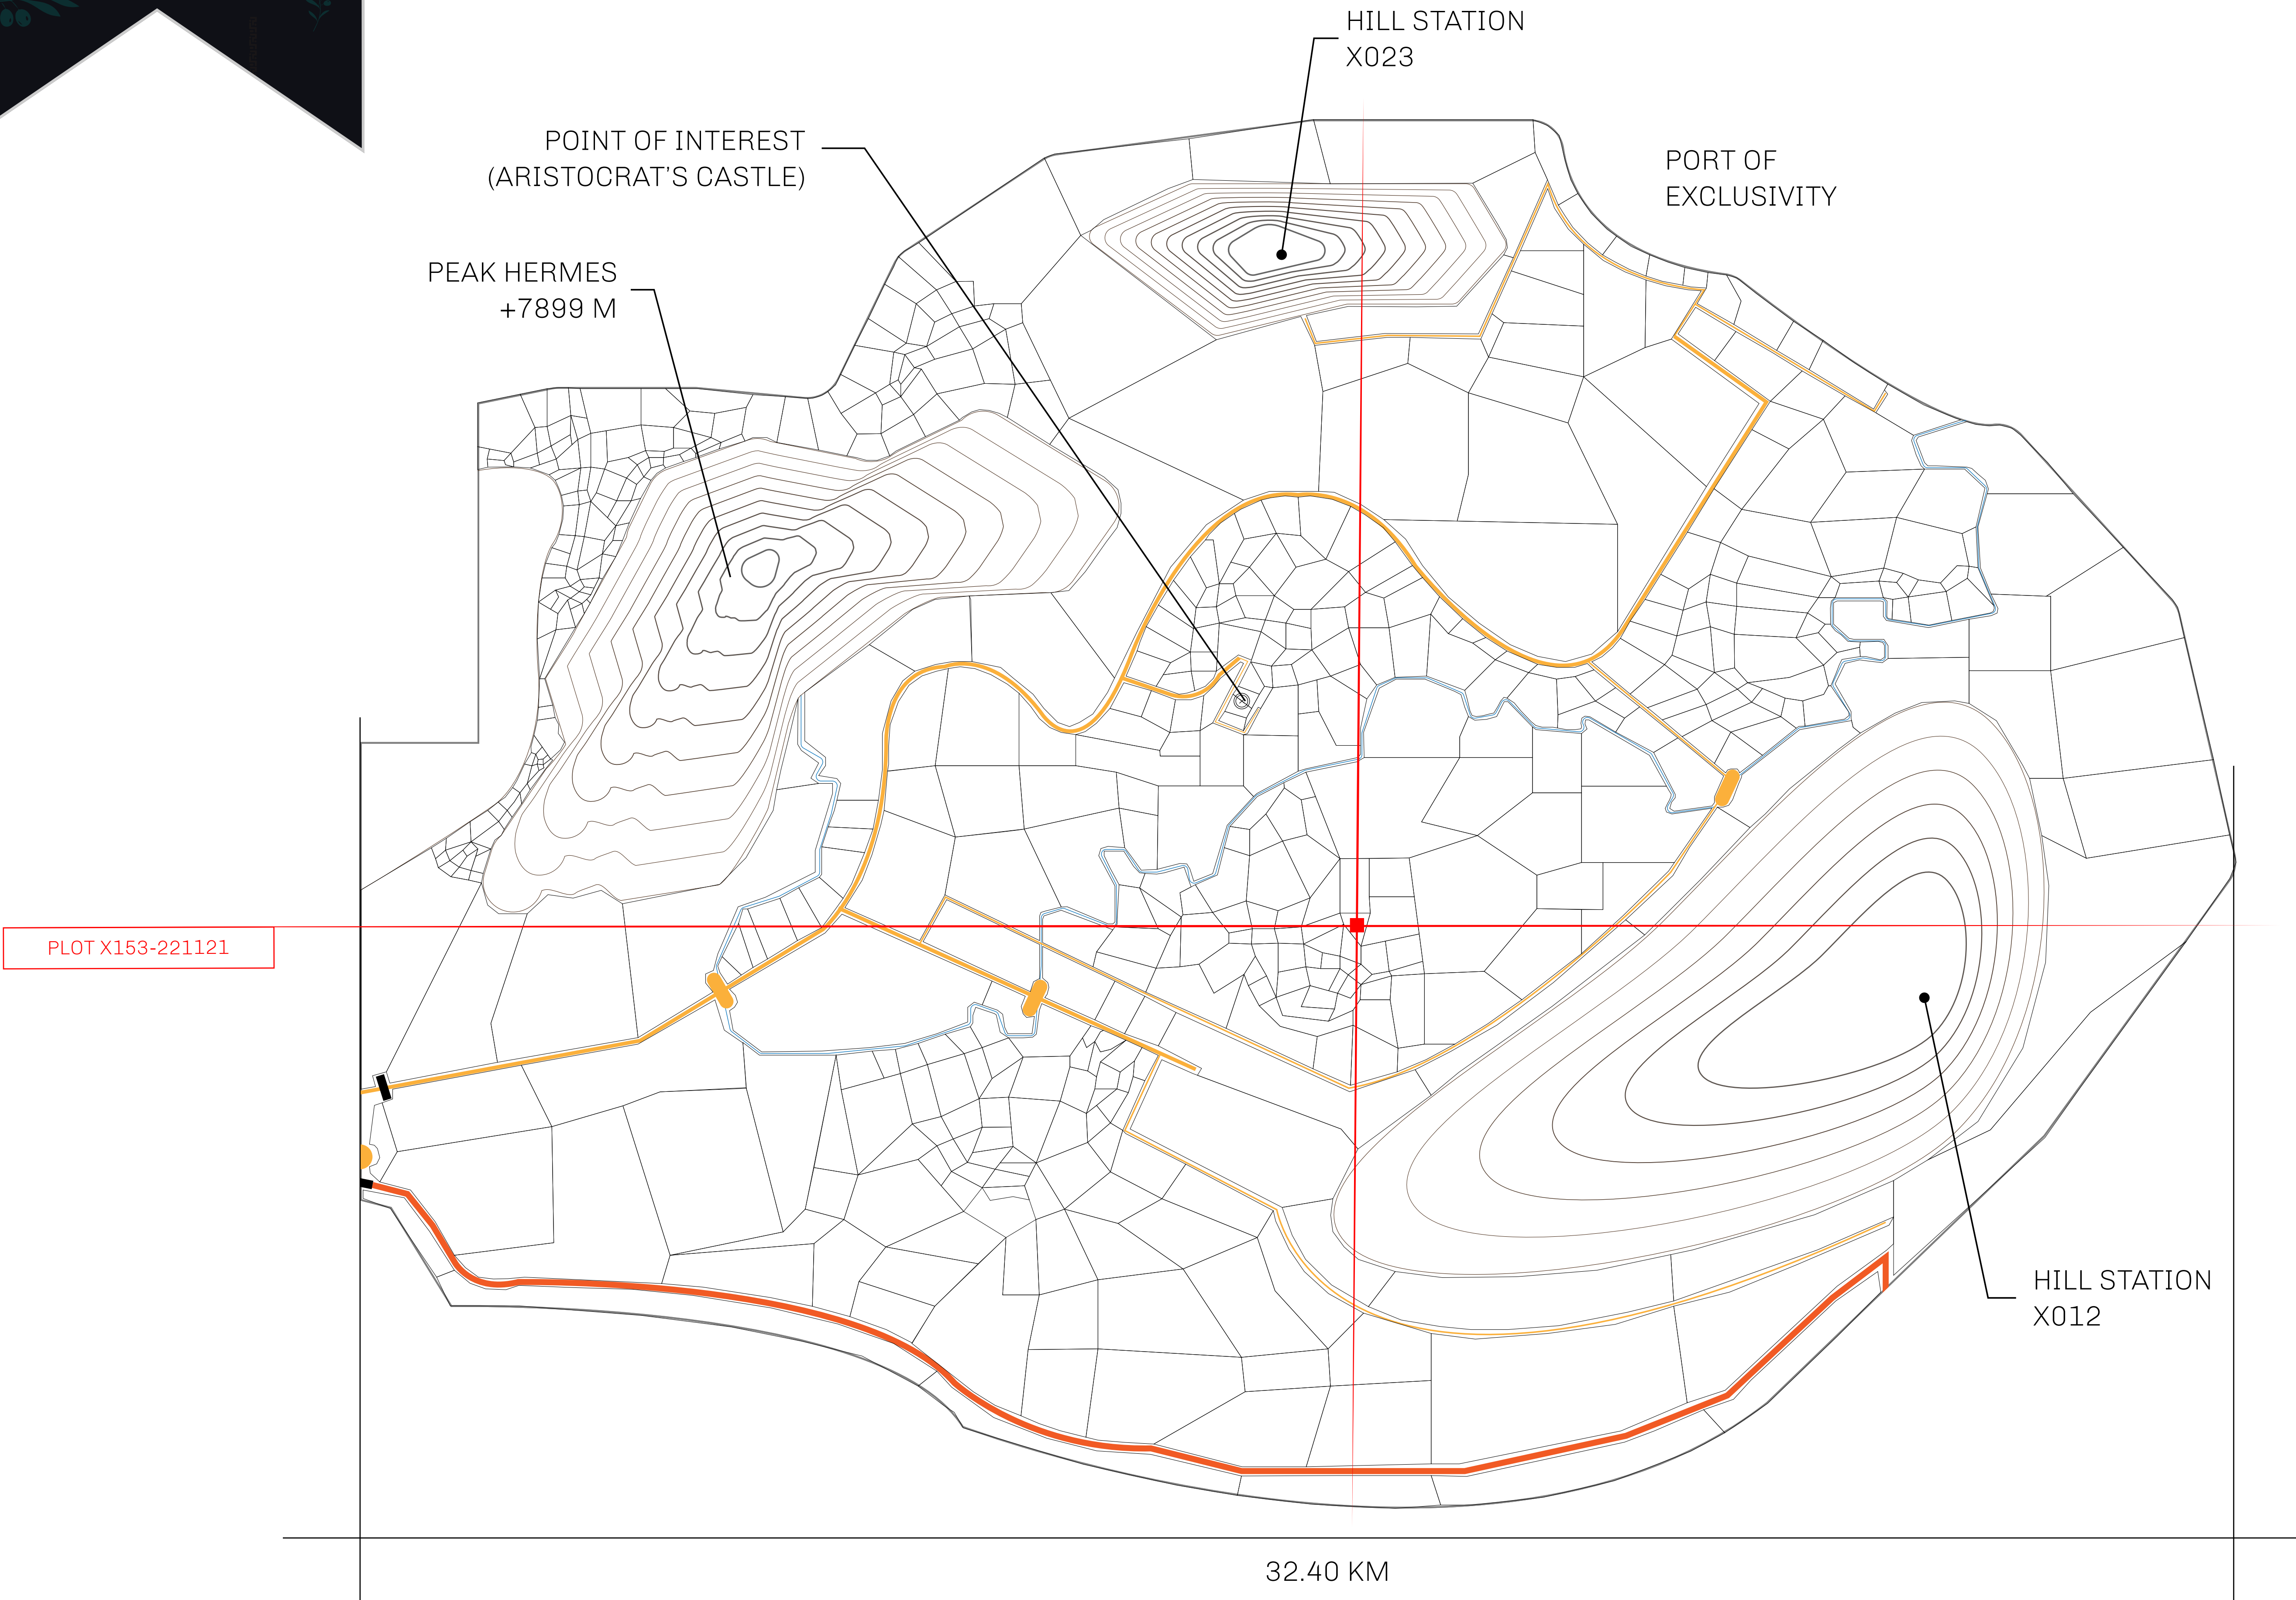 HILL STATION
X023
POINT OF INTEREST
(ARISTOCRAT'S CASTLE)
PORT OF
EXCLUSIVITY
PEAK HERMES
+7899 M
PLOT X153-221121
HILL STATION
X012
32.40 KM